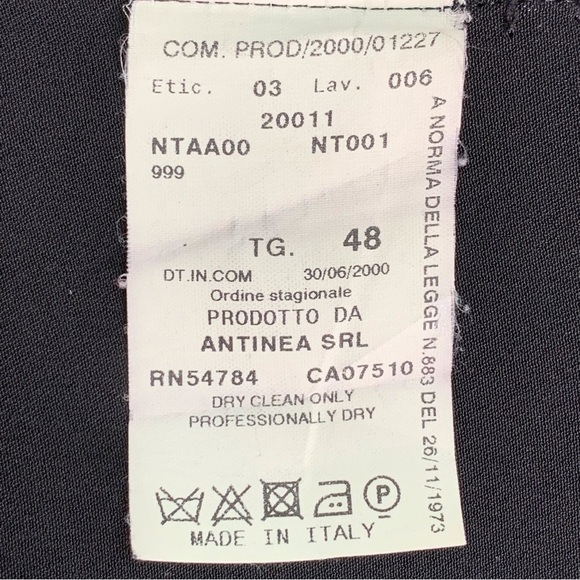 COM. PROD/2000/01227
Etic. 03 Lav. 006
20011
NTAA00 NT001
999
TG. 48
DT.IN.COM 30/06/2000
Ordine stagionale
PRODOTTO DA
ANTINEA SRL
RN54784 CA07510
DRY CLEAN ONLY
PROFESSIONALLY DRY
P
MADE IN ITALY
A NORMA DELLA LEGGE N.883 DEL 26/11/1973